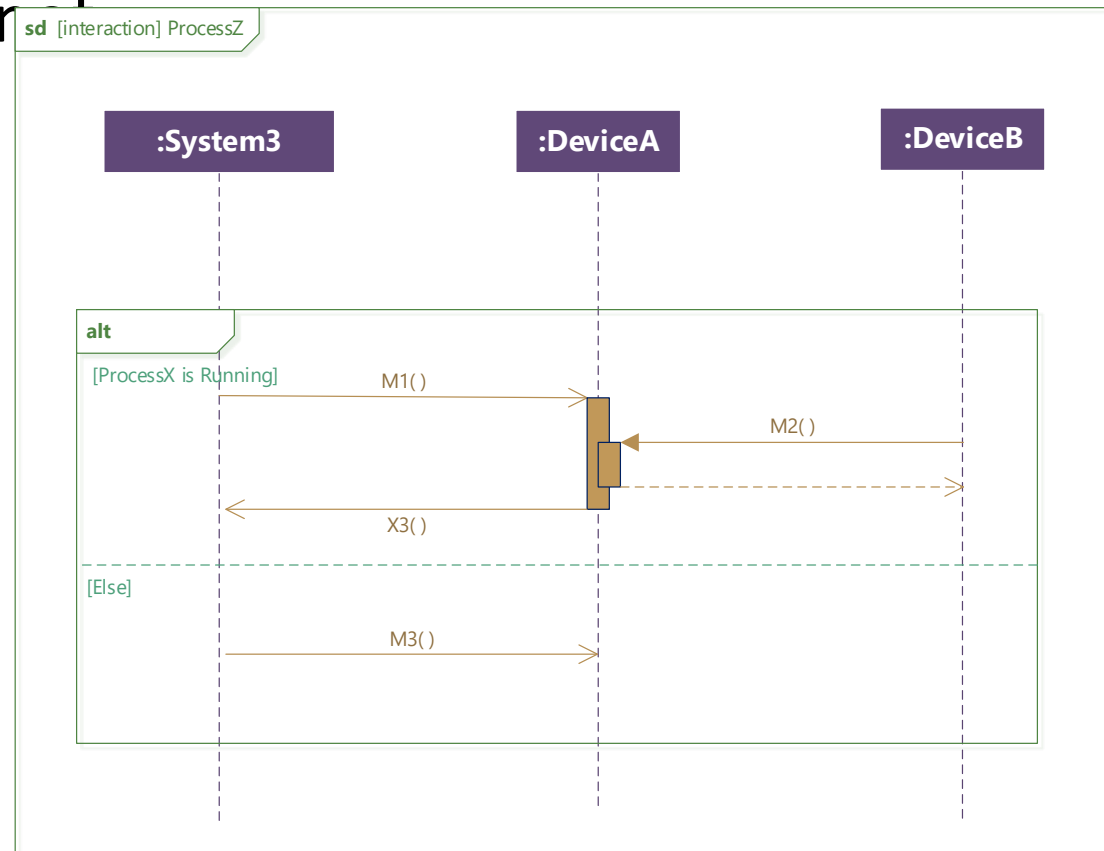 sd [interaction] ProcessZ
:System3
:DeviceA
:DeviceB
alt
[ProcessX is Running]
M1( )
M2( )
X3( )
[Else]
M3( )